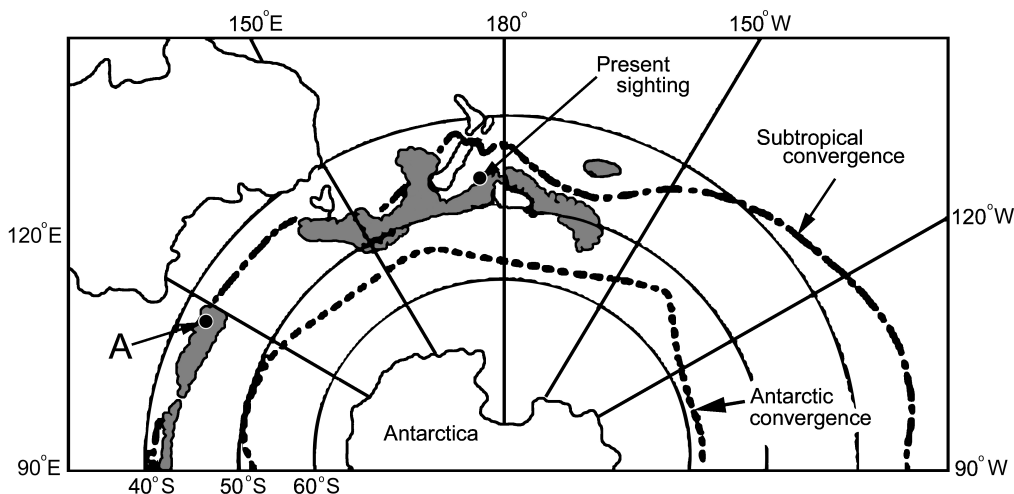 150°E
180°
150°W
Present
sighting
Subtropical
convergence
120°E
120°W
A
Antarctic
convergence
Antarctica
90°E
90°W
40°S
50°S
60°S